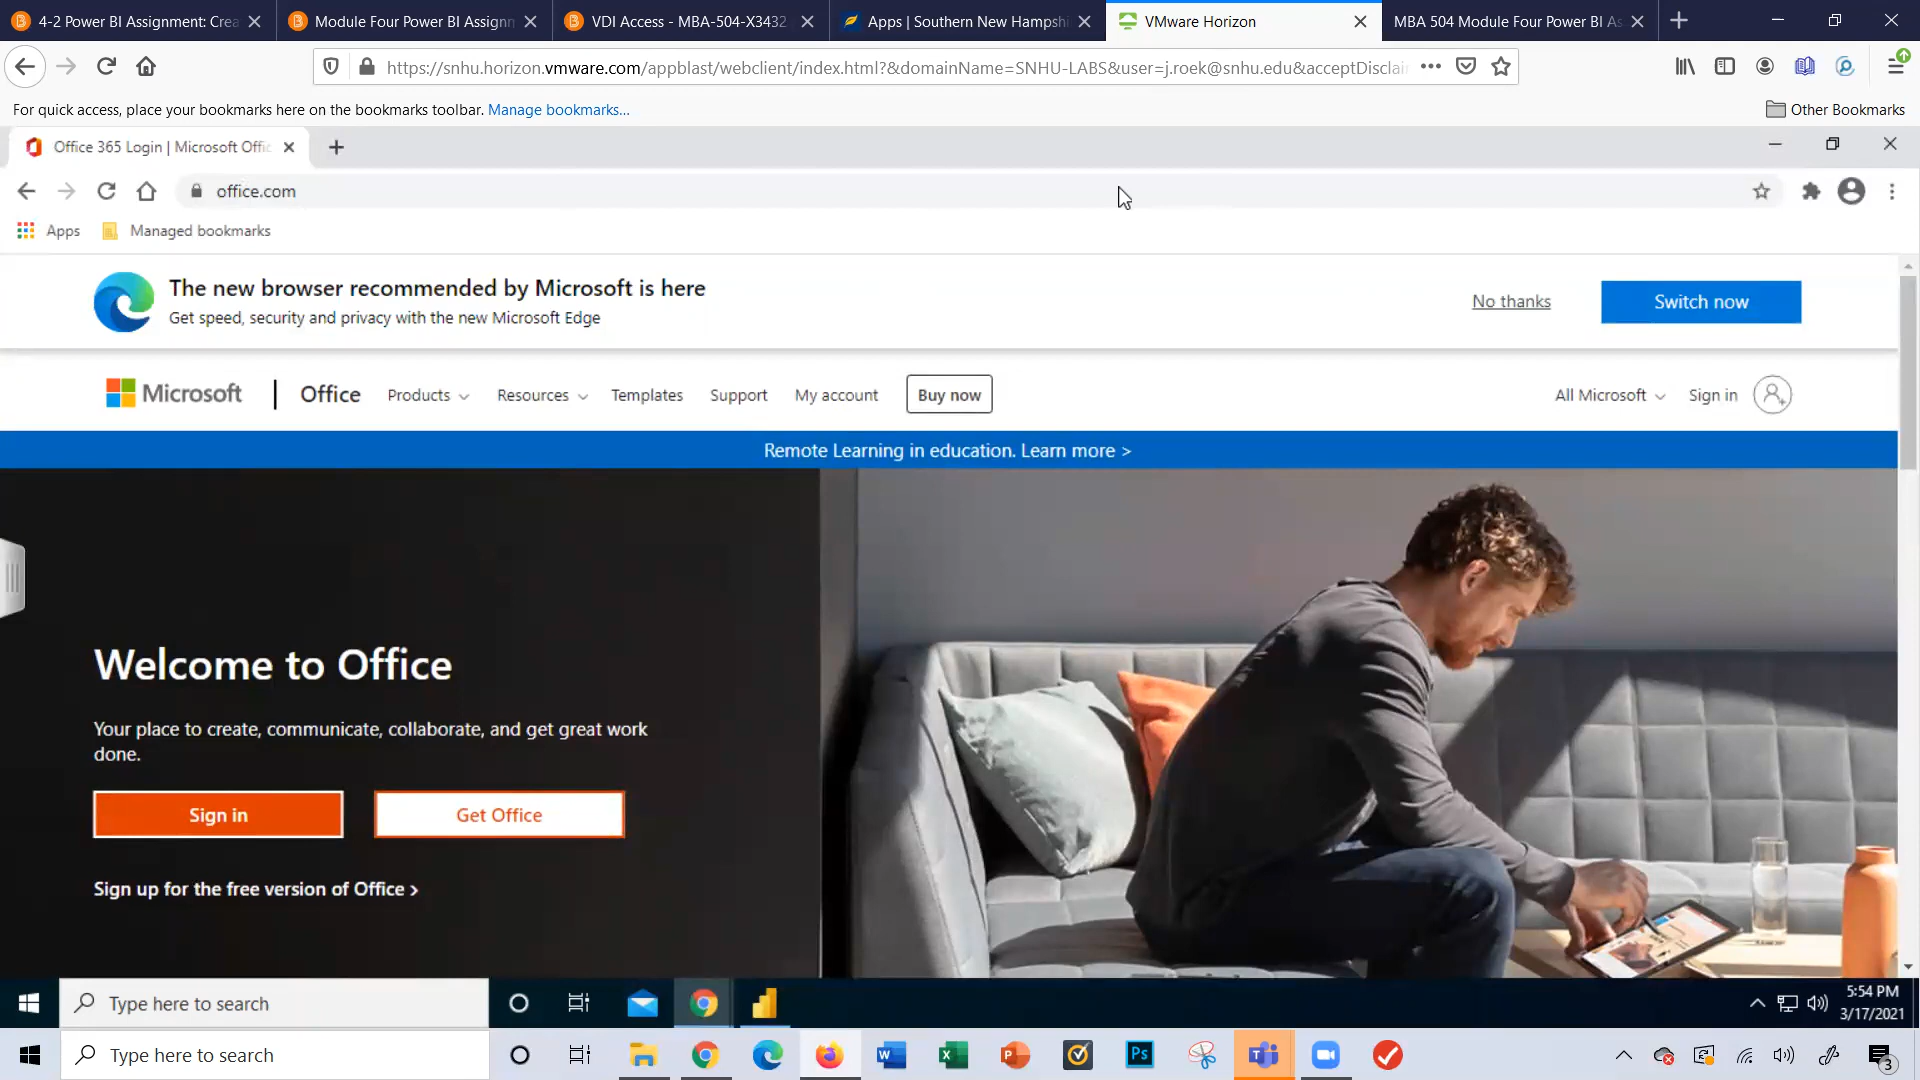 4-2 Power BI Assignment: Crea
Module Four Power BI Assignm
VDI Access - MBA-504-X3432
Apps | Southern New Hampshi
VMware Horizon
MBA 504 Module Four Power BI As
https://snhu.horizon.vmware.com/appblast/webclient/index.html?&domainName=SNHU-LABS&user=j.roek@snhu.edu&acceptDisclai
For quick access, place your bookmarks here on the bookmarks toolbar. Manage bookmarks...
Other Bookmarks
Office 365 Login | Microsoft Offic
office.com
Apps
Managed bookmarks
The new browser recommended by Microsoft is here
Get speed, security and privacy with the new Microsoft Edge
No thanks
Switch now
Microsoft | Office
Products
Resources
Templates
Support
My account
Buy now
All Microsoft
Sign in
Remote Learning in education. Learn more >
Welcome to Office
Your place to create, communicate, collaborate, and get great work
done.
Sign in
Get Office
Sign up for the free version of Office >
Type here to search
5:54 PM
3/17/2021
Type here to search
Ps
3